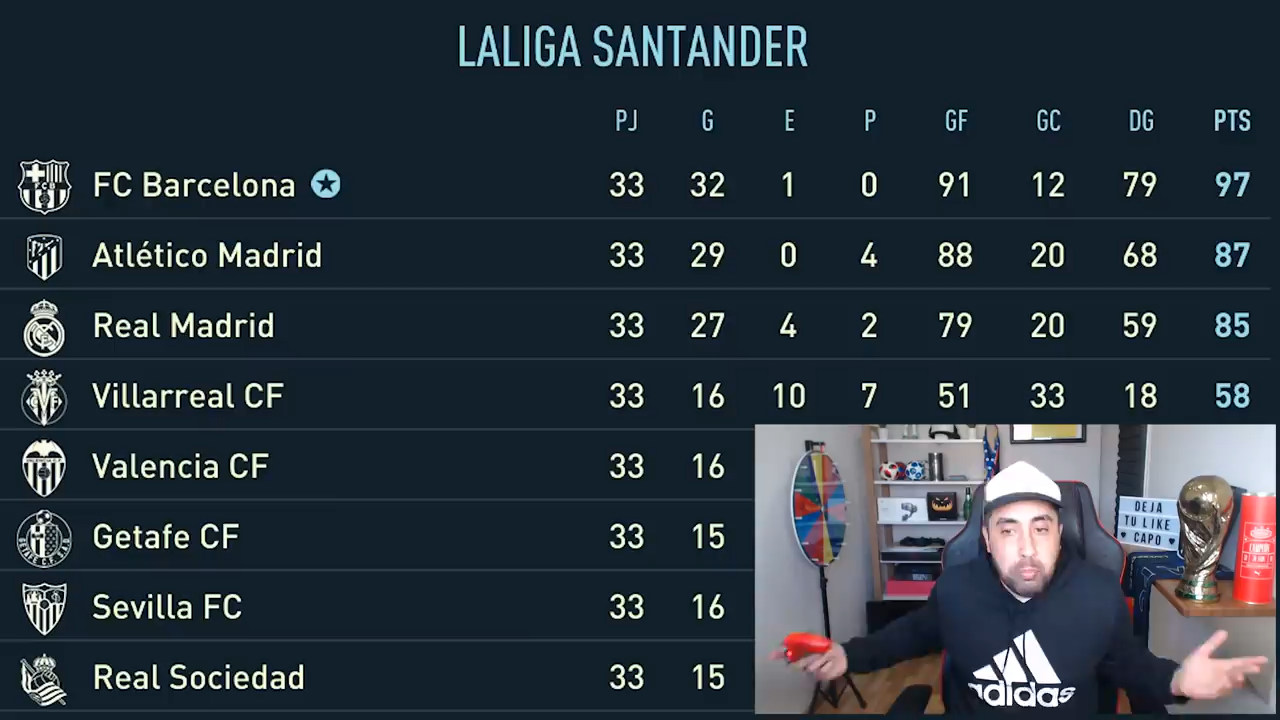 LALIGA SANTANDER
PJ G E P GF GC DG PTS
FC Barcelona 33 32 1 0 91 12 79 97
Atlético Madrid 33 29 0 4 88 20 68 87
Real Madrid 33 27 4 2 79 20 59 85
Villarreal CF 33 16 10 7 51 33 18 58
Valencia CF 33 16
Getafe CF 33 15
Sevilla FC 33 16
Real Sociedad 33 15
DEJA
TU LIKE
CAPO
adidas